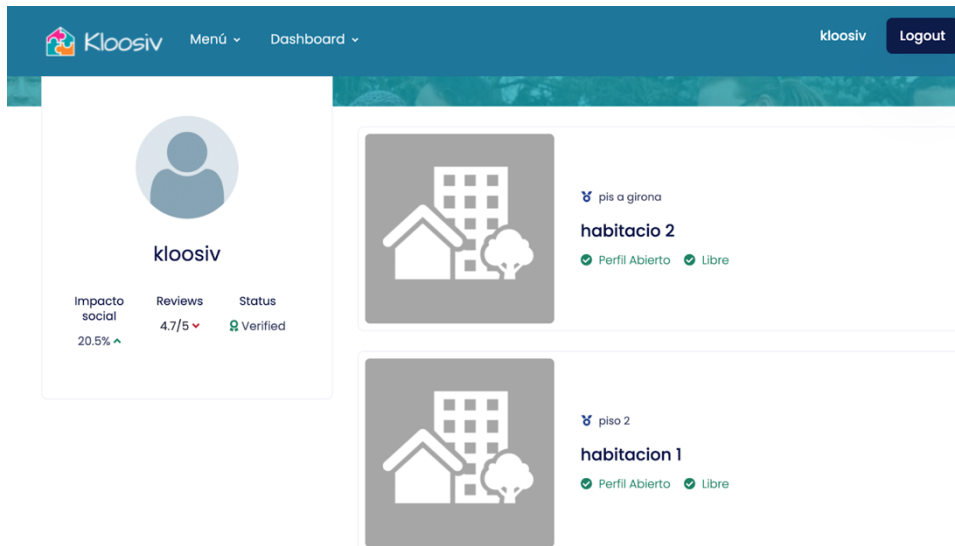 Kloosiv Menú Dashboard kloosiv Logout
kloosiv
Impacto social
20.5%
Reviews
4.7/5
Status
Verified
pis a girona
habitacio 2
Perfil Abierto Libre
piso 2
habitacion 1
Perfil Abierto Libre